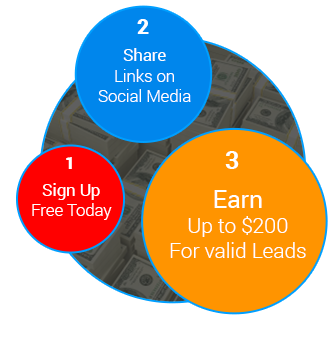 1
Sign Up
Free Today
2
Share
Links on
Social Media
3
Earn
Up to $200
For valid Leads